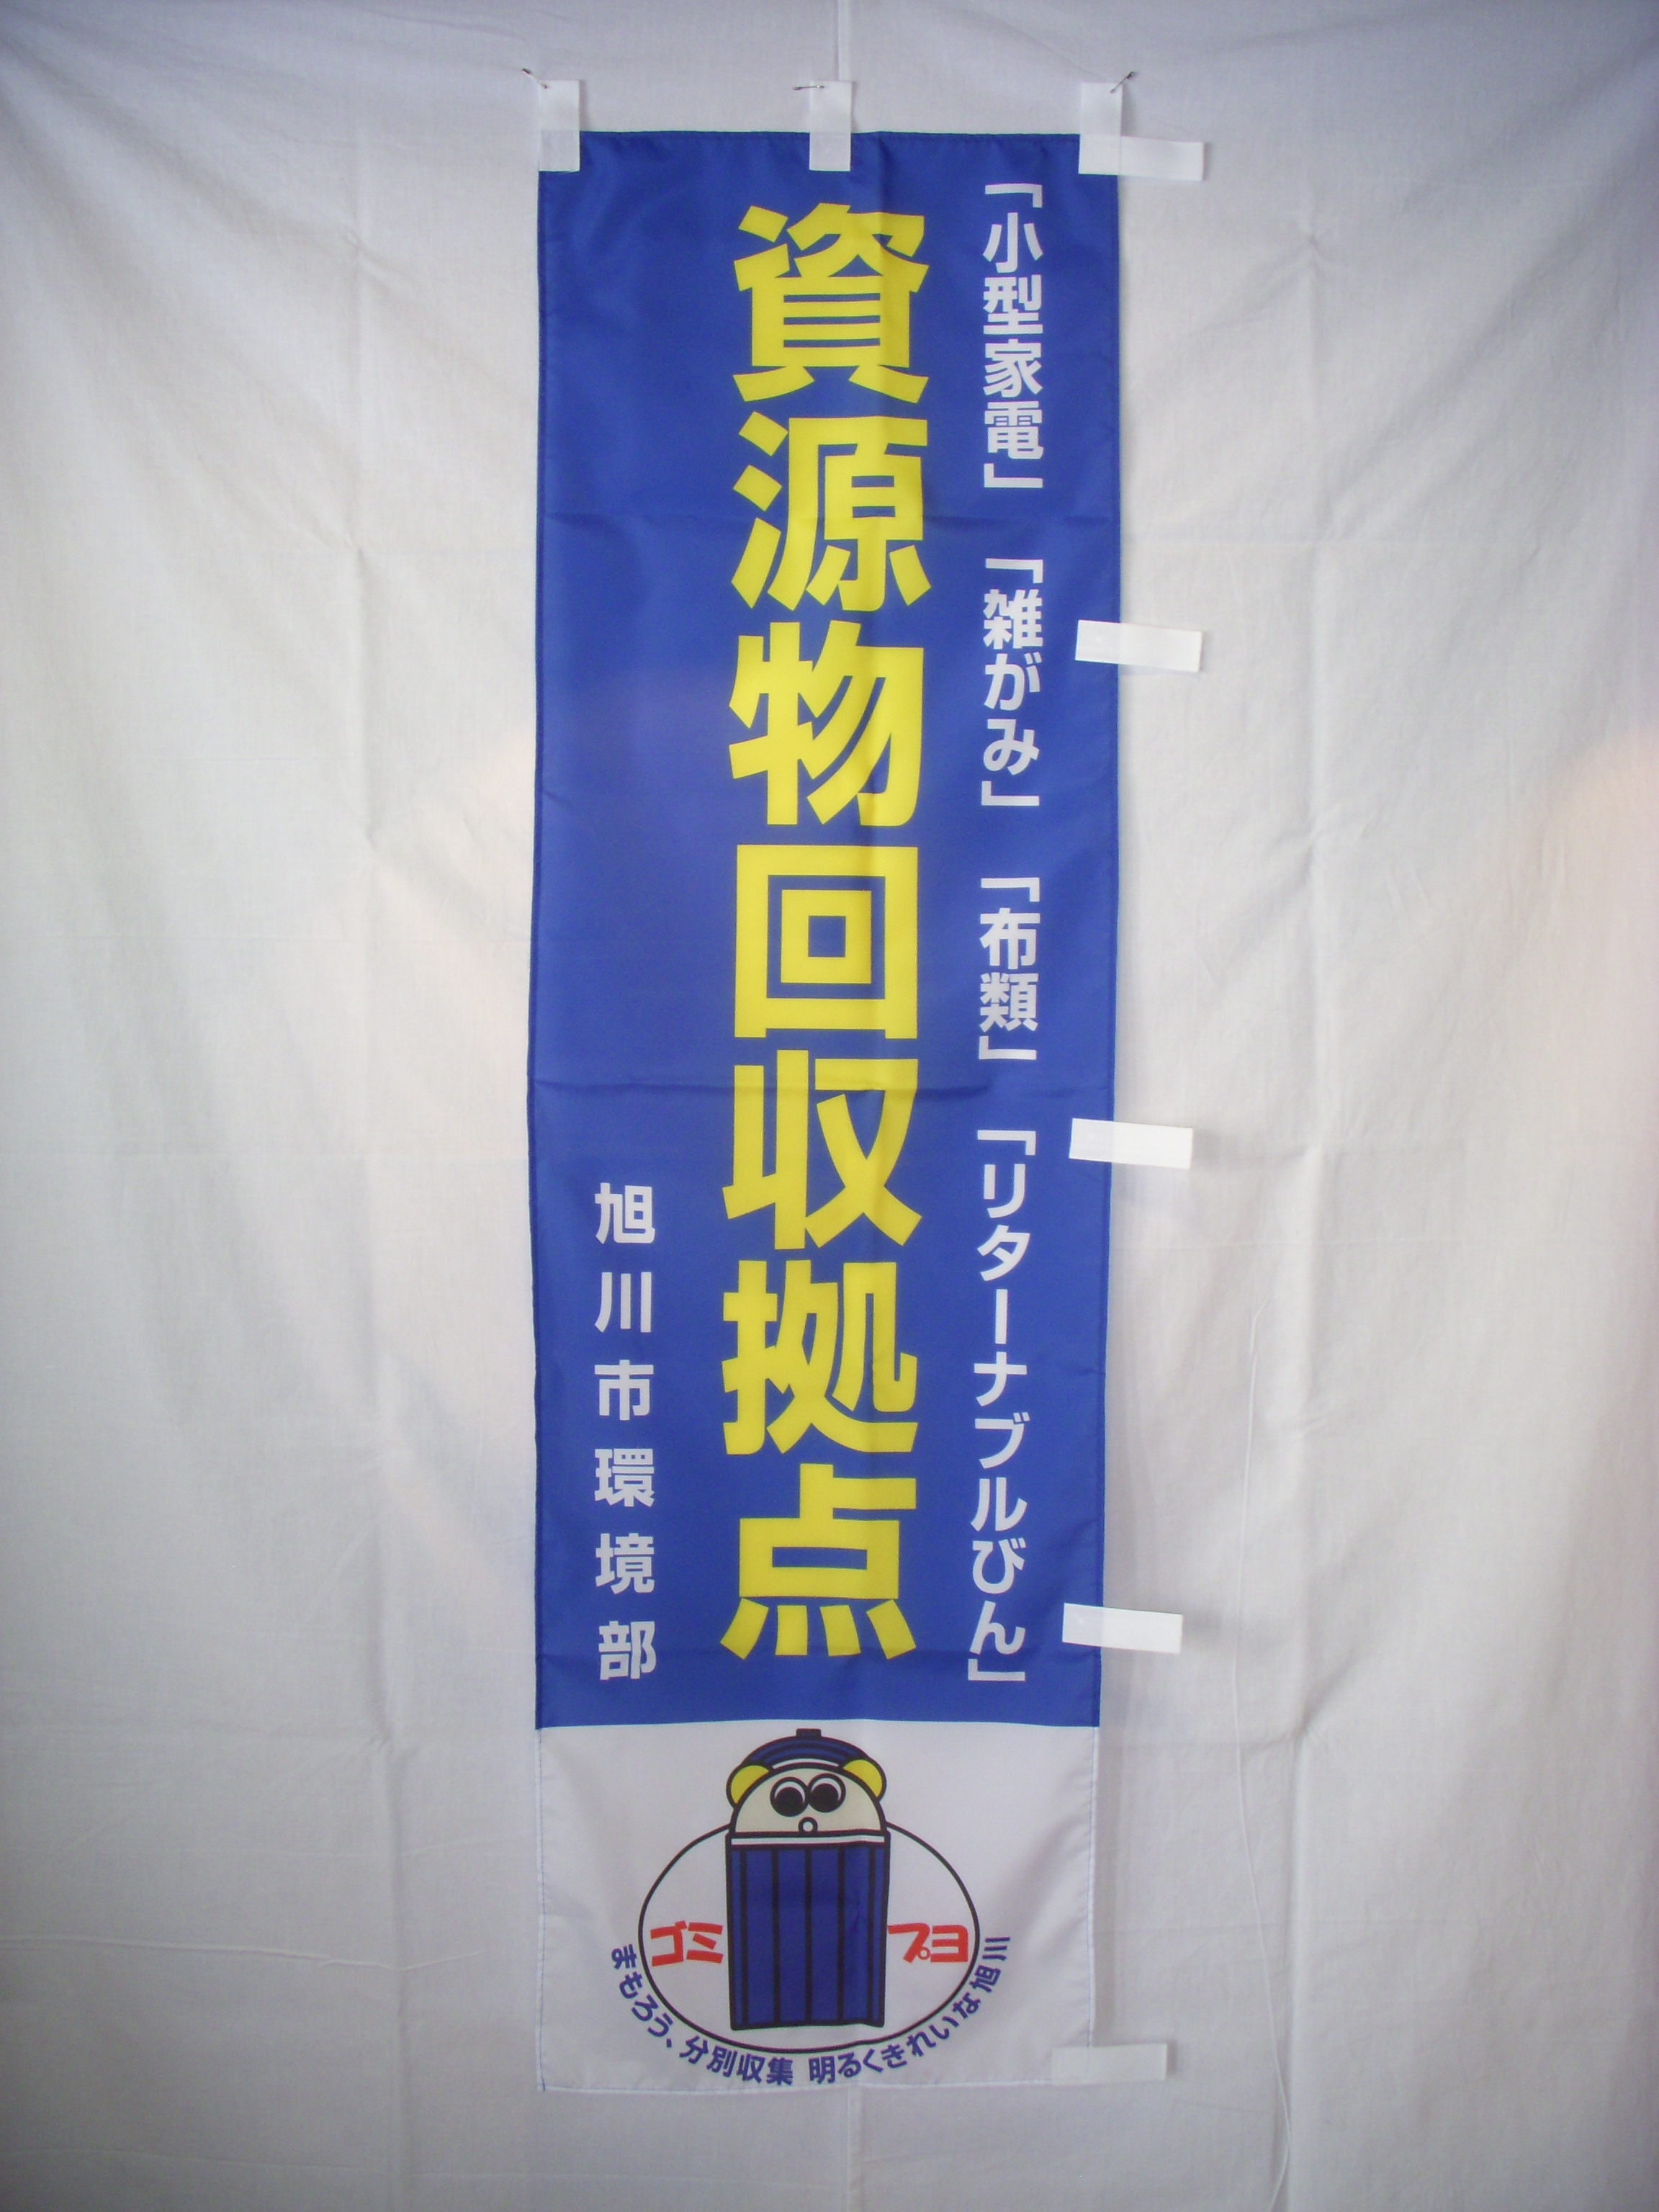 「小型家電」「雑がみ」「布類」「リターナブルびん」
資源物回収拠点
旭川市環境部
ゴミ
プヨ
まもろう、分別収集 明るくきれいな旭川